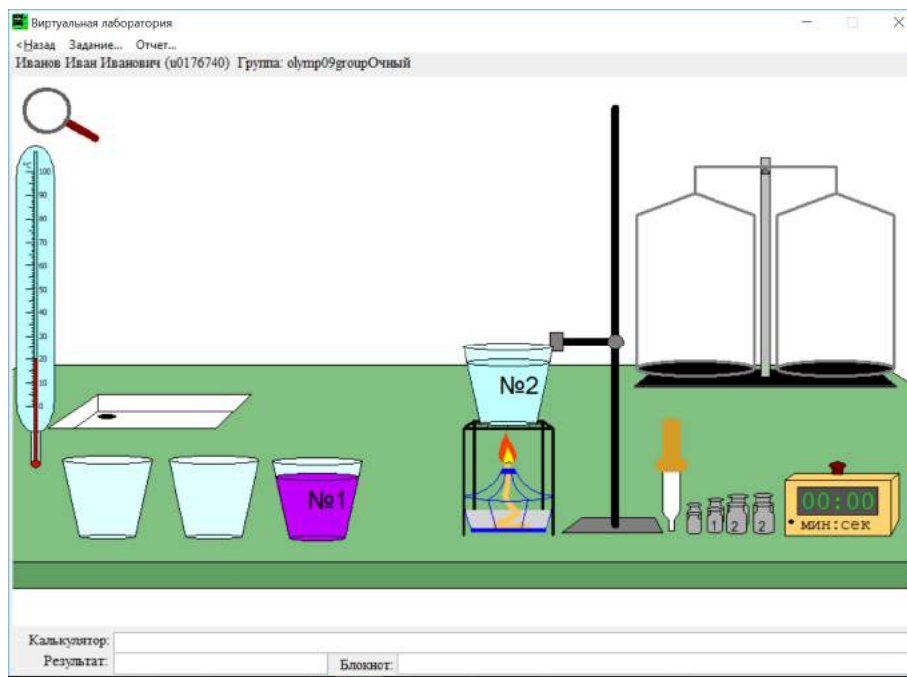 Виртуальная лаборатория
<Назад Задание... Отчет...
Иванов Иван Иванович (u0176740) Группа: olymp09groupОчный
°C
100
90
80
70
60
50
40
30
20
10
0
№2
№1
1 2 2
00:00
мин:сек
Калькулятор:
Результат: Блокнот: